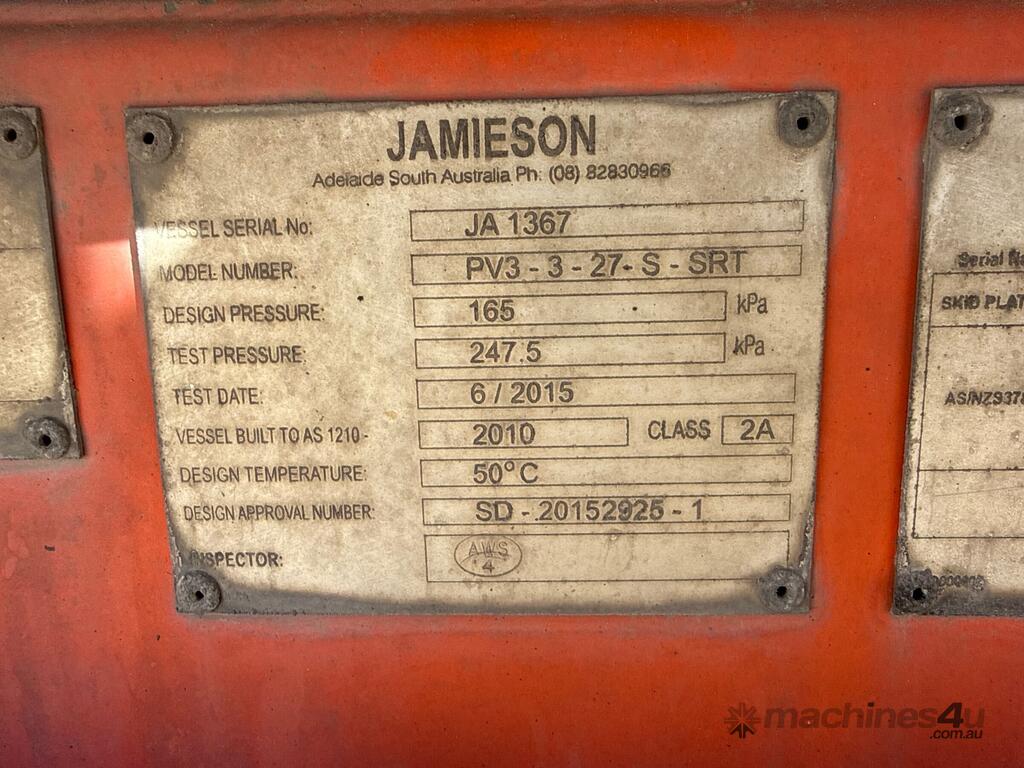 JAMIESON
Adelaide South Australia Ph: (08) 82830966
VESSEL SERIAL No: JA 1367
MODEL NUMBER: PV3 - 3 - 27- S - SRT
DESIGN PRESSURE: 165 kPa
TEST PRESSURE: 247.5 kPa
TEST DATE: 6 / 2015
VESSEL BUILT TO AS 1210 - 2010 CLASS 2A
DESIGN TEMPERATURE: 50°C
DESIGN APPROVAL NUMBER: SD - 20152925 - 1
INSPECTOR: AWS 4
Serial
SKID
machines4u
.com.au